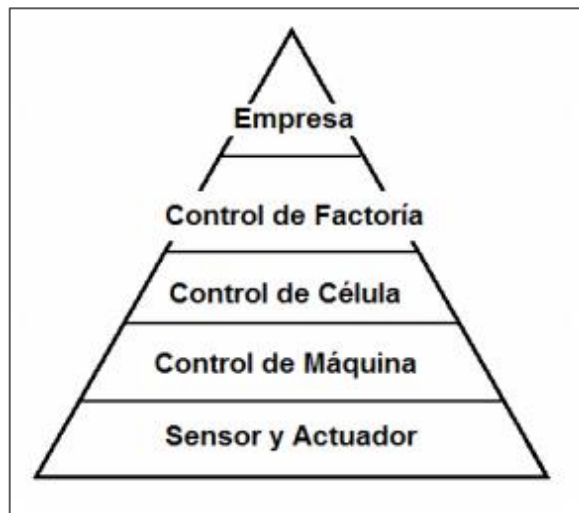 Empresa
Control de Factoría
Control de Célula
Control de Máquina
Sensor y Actuador